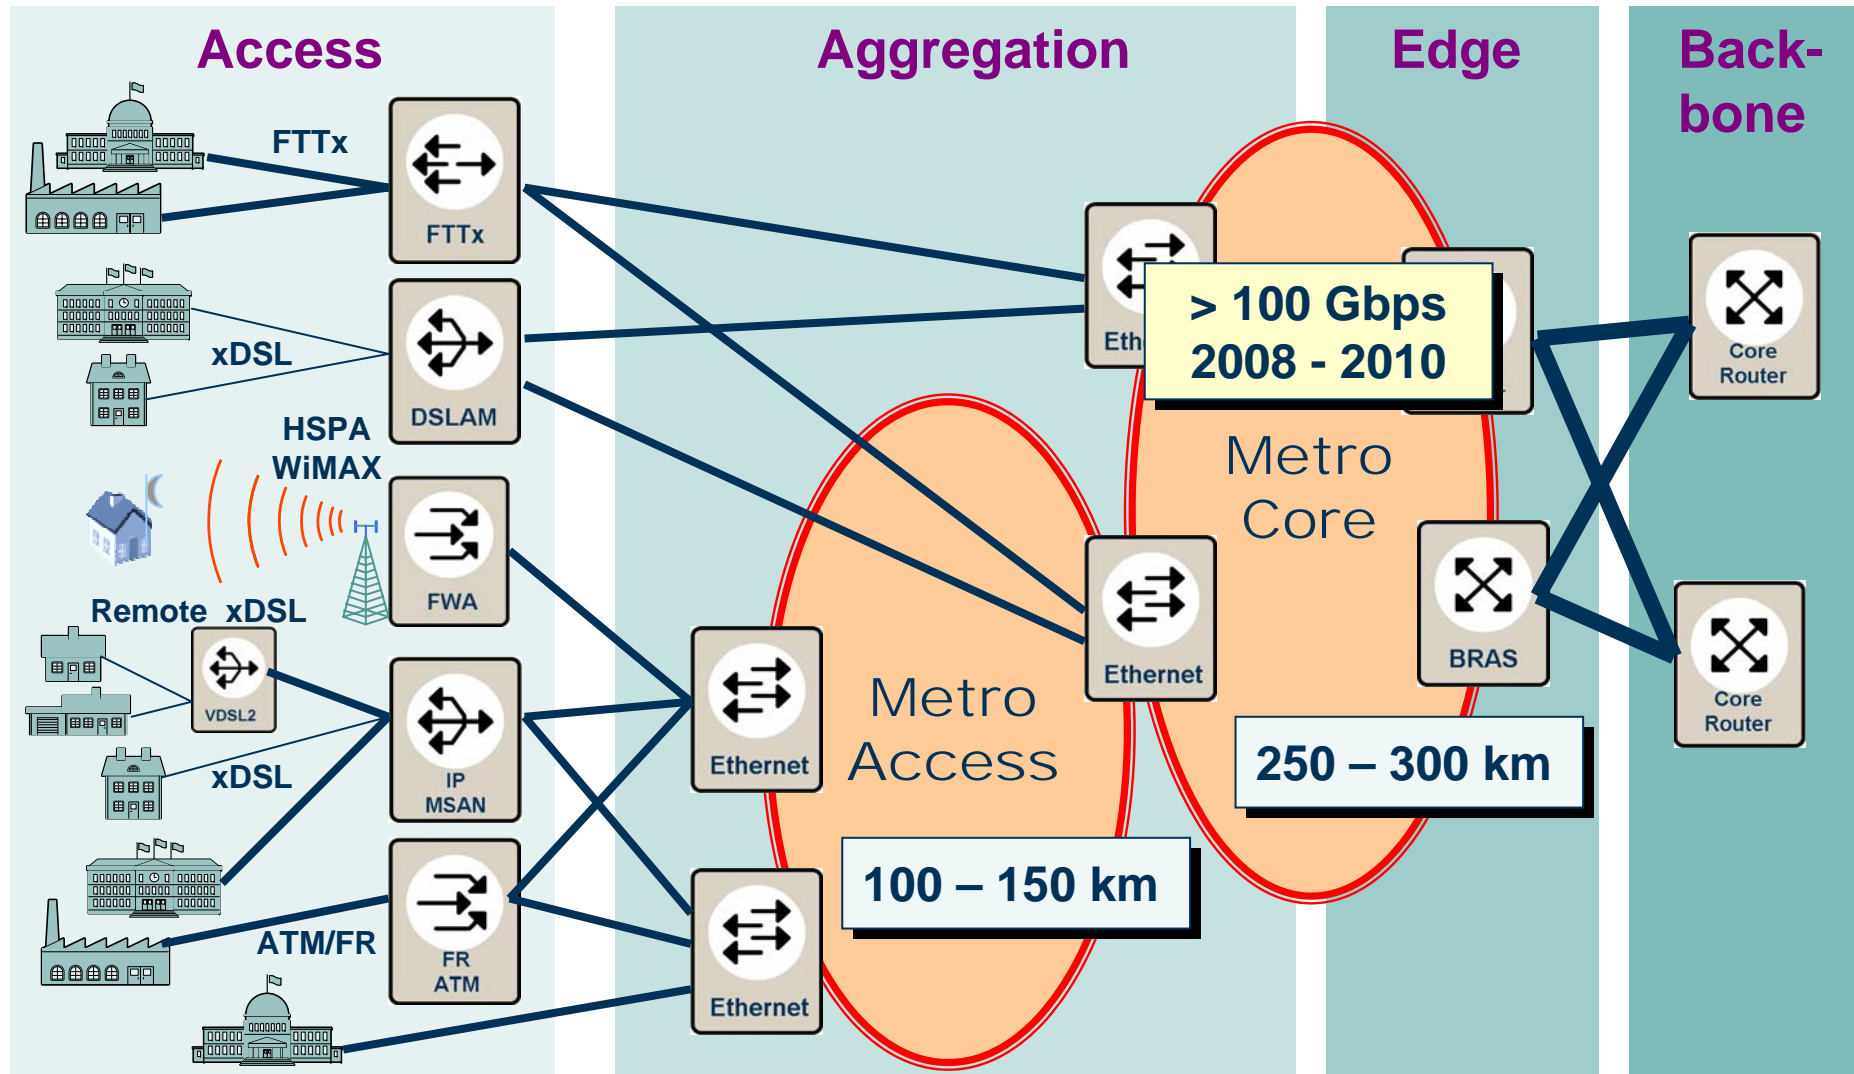 Access
Aggregation
Edge
Back-
bone
FTTx
FTTx
xDSL
DSLAM
HSPA
WiMAX
FWA
Remote xDSL
VDSL2
xDSL
IP
MSAN
ATM/FR
FR
ATM
Ethernet
Ethernet
Metro
Access
100 – 150 km
> 100 Gbps
2008 - 2010
Metro
Core
Ethernet
BRAS
250 – 300 km
Core
Router
Core
Router